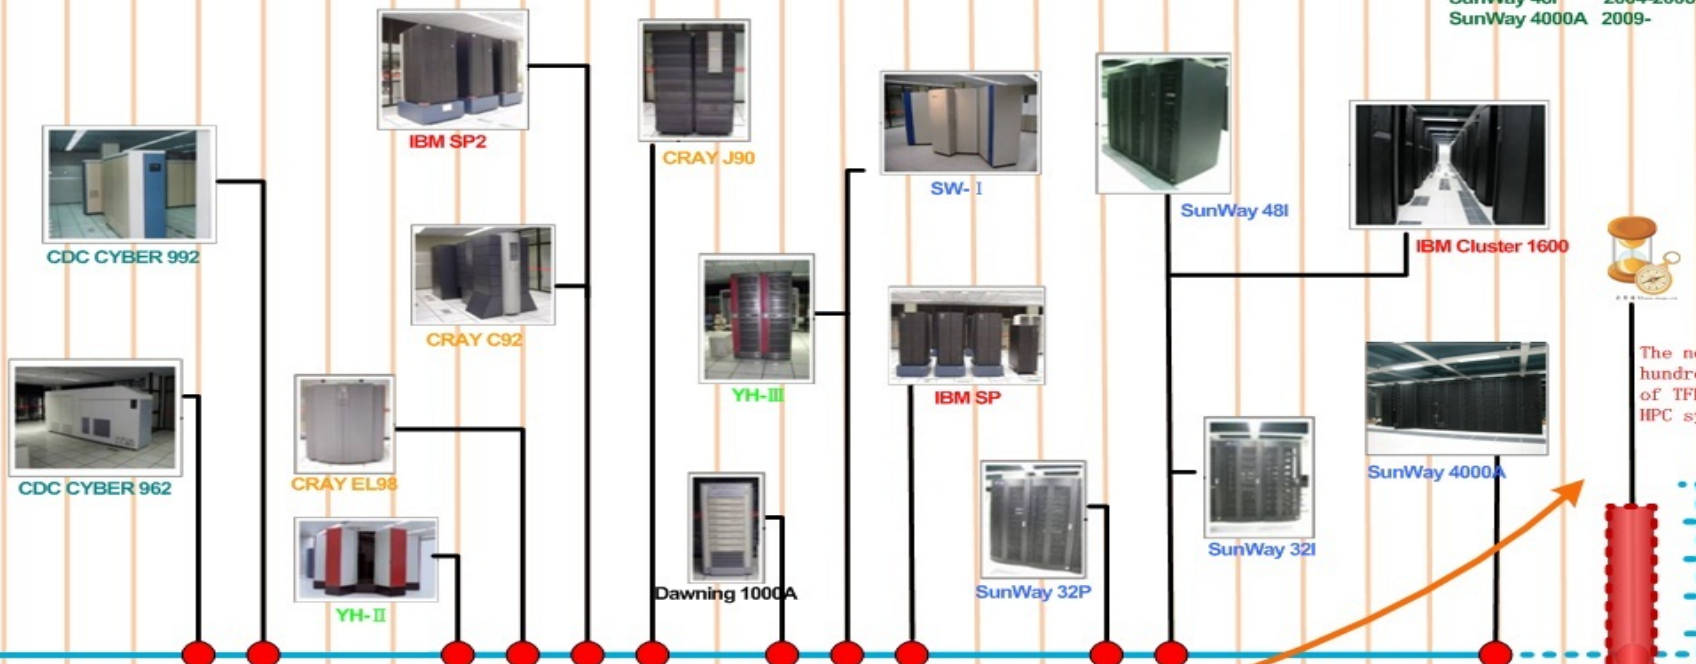 SunWay 4000A 2009-
IBM SP2
CRAY J90
SW- I
SunWay 48I
IBM Cluster 1600
CDC CYBER 992
CRAY C92
YH-III
IBM SP
The
of
HPC
SunWay 4000A
CDC CYBER 962
CRAY EL98
SunWay 32I
SunWay 32P
Dawning 1000A
YH-II